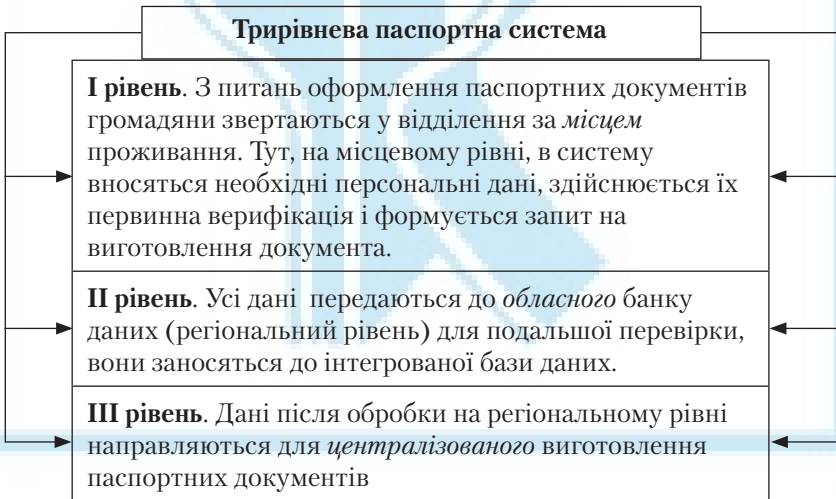 Трирівнева паспортна система
I рівень. З питань оформлення паспортних документів
громадяни звертаються у відділення за місцем
проживання. Тут, на місцевому рівні, в систему
вносяться необхідні персональні дані, здійснюється їх
первинна верифікація і формується запит на
виготовлення документа.
II рівень. Усі дані передаються до обласного банку
даних (регіональний рівень) для подальшої перевірки,
вони заносяться до інтегрованої бази даних.
III рівень. Дані після обробки на регіональному рівні
направляються для централізованого виготовлення
паспортних документів